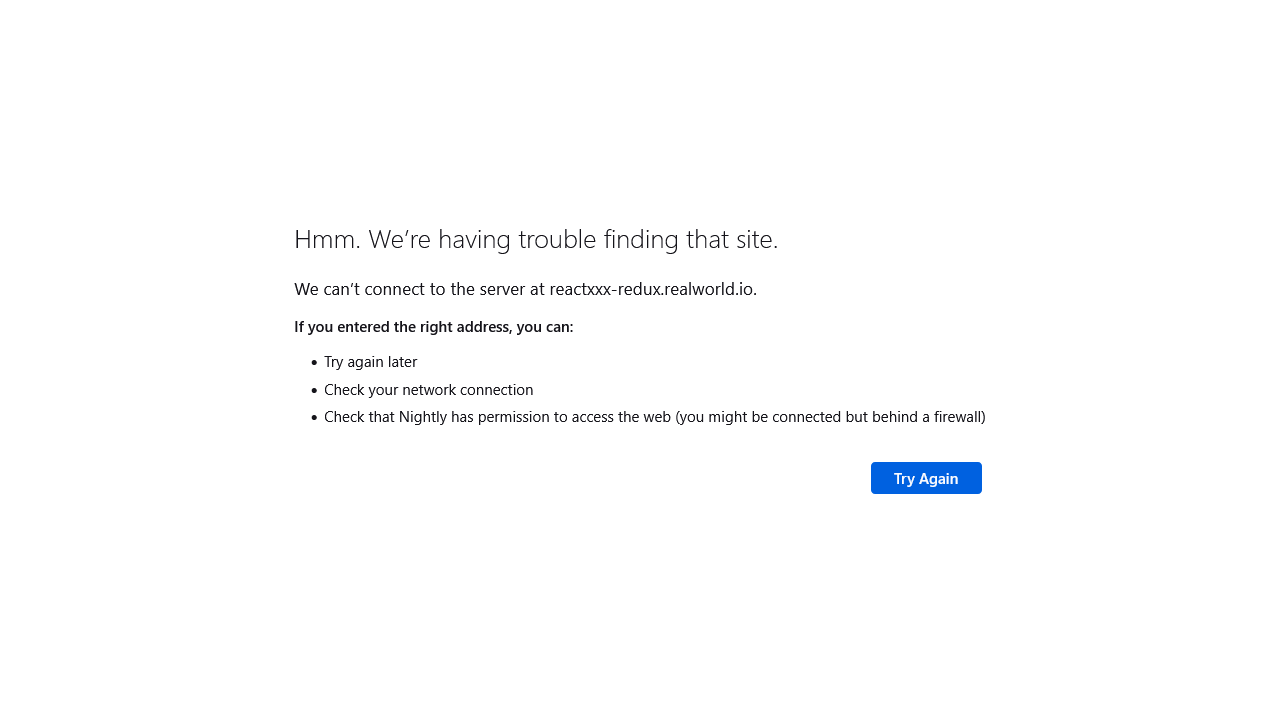 Hmm. We’re having trouble finding that site.
We can’t connect to the server at reactxxx-redux.realworld.io.
If you entered the right address, you can:
• Try again later
• Check your network connection
• Check that Nightly has permission to access the web (you might be connected but behind a firewall)
Try Again